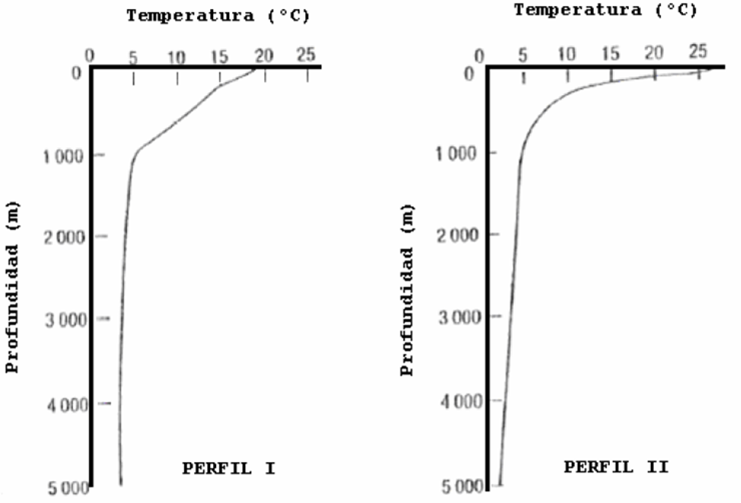 Temperatura (°C)
0 5 10 15 20 25
0
1 000
2 000
3 000
4 000
5 000
Profundidad (m)
PERFIL I
Temperatura (°C)
0 5 10 15 20 25
0
1 000
2 000
3 000
4 000
5 000
Profundidad (m)
PERFIL II